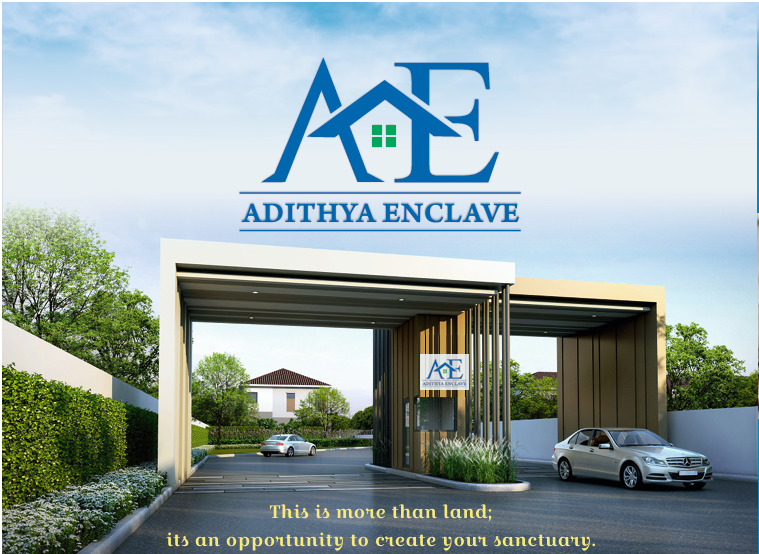 AE
ADITHYA ENCLAVE
AE
ADITHYA ENCLAVE
This is more than land;
its an opportunity to create your sanctuary.